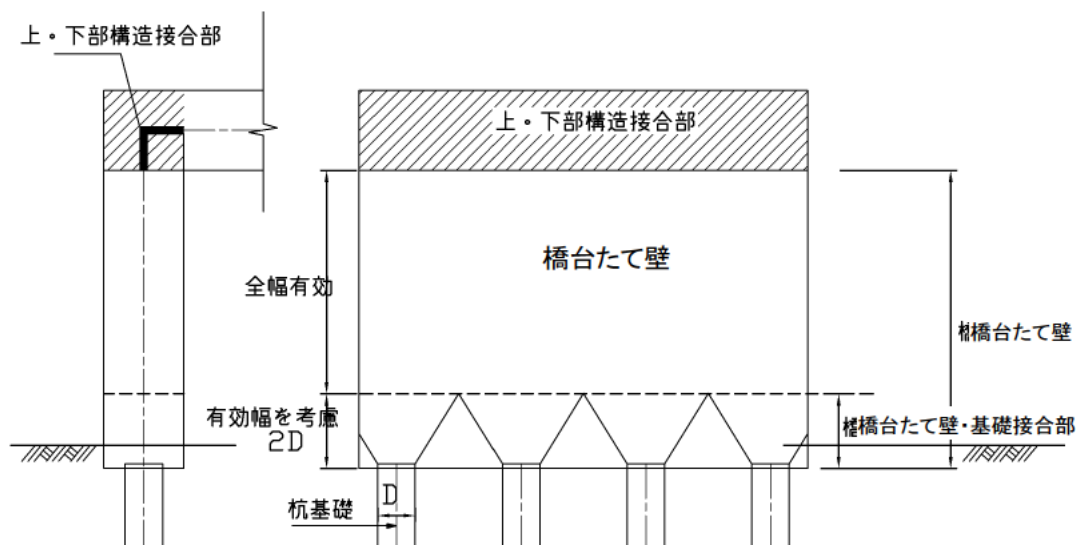 上・下部構造接合部
上・下部構造接合部
橋台たて壁
全幅有効
橋台たて壁
有効幅を考慮
2D
橋台たて壁・基礎接合部
D
杭基礎